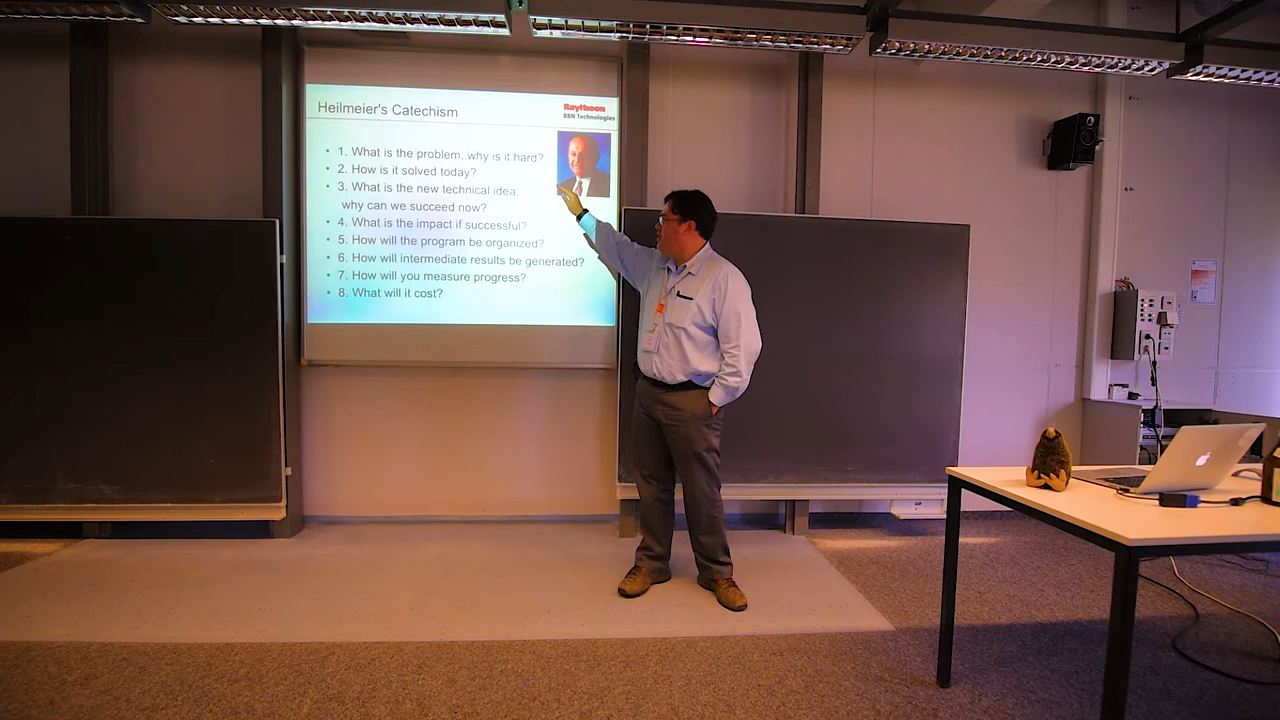 Heilmeier's Catechism
Raytheon
BBN Technologies
• 1. What is the problem, why is it hard?
• 2. How is it solved today?
• 3. What is the new technical idea
why can we succeed now?
• 4. What is the impact if successful?
• 5. How will the program be organized?
• 6. How will intermediate results be generated?
• 7. How will you measure progress?
• 8. What will it cost?